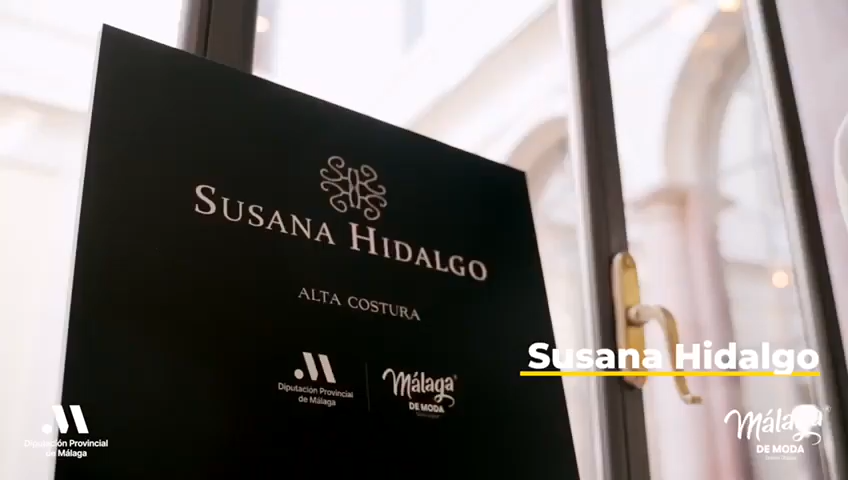 SUSANA HIDALGO
ALTA COSTURA
Diputación Provincial
de Málaga
Málaga
DE MODA
Susana Hidalgo
Diputación Provincial
de Málaga
Málaga
DE MODA